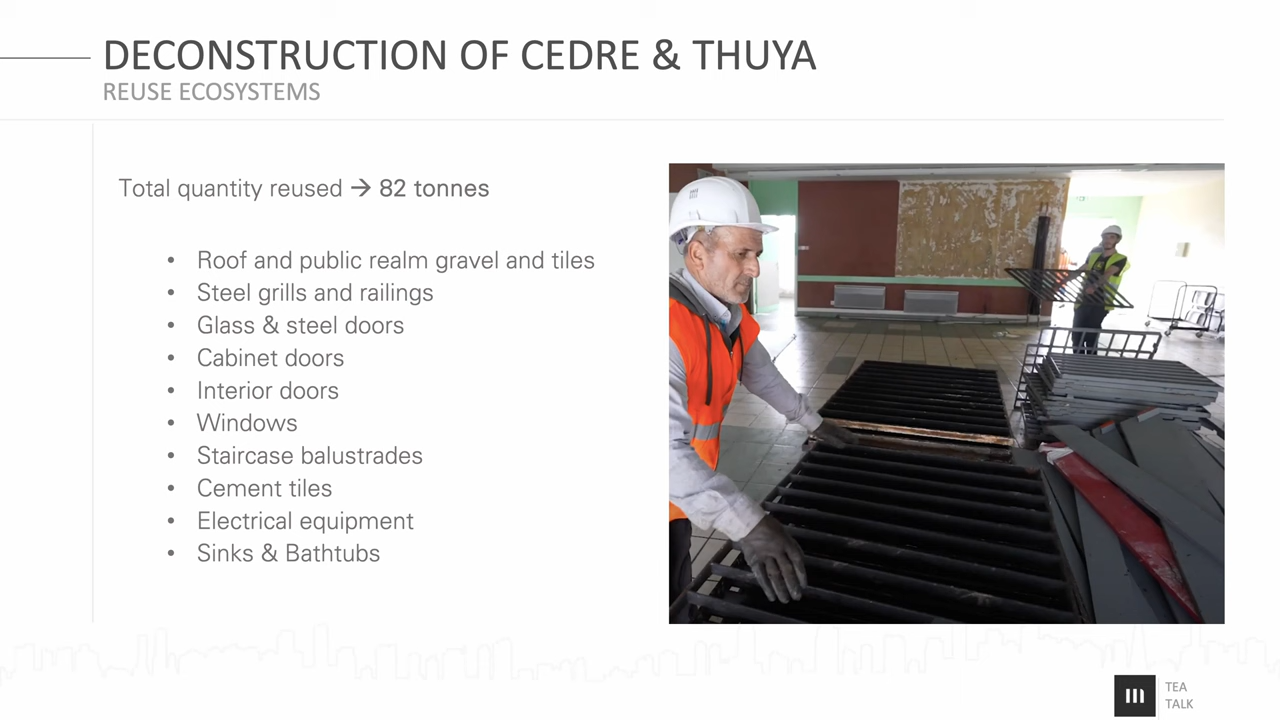 DECONSTRUCTION OF CEDRE & THUYA
REUSE ECOSYSTEMS
Total quantity reused → 82 tonnes
• Roof and public realm gravel and tiles
• Steel grills and railings
• Glass & steel doors
• Cabinet doors
• Interior doors
• Windows
• Staircase balustrades
• Cement tiles
• Electrical equipment
• Sinks & Bathtubs
m
TEA
TALK